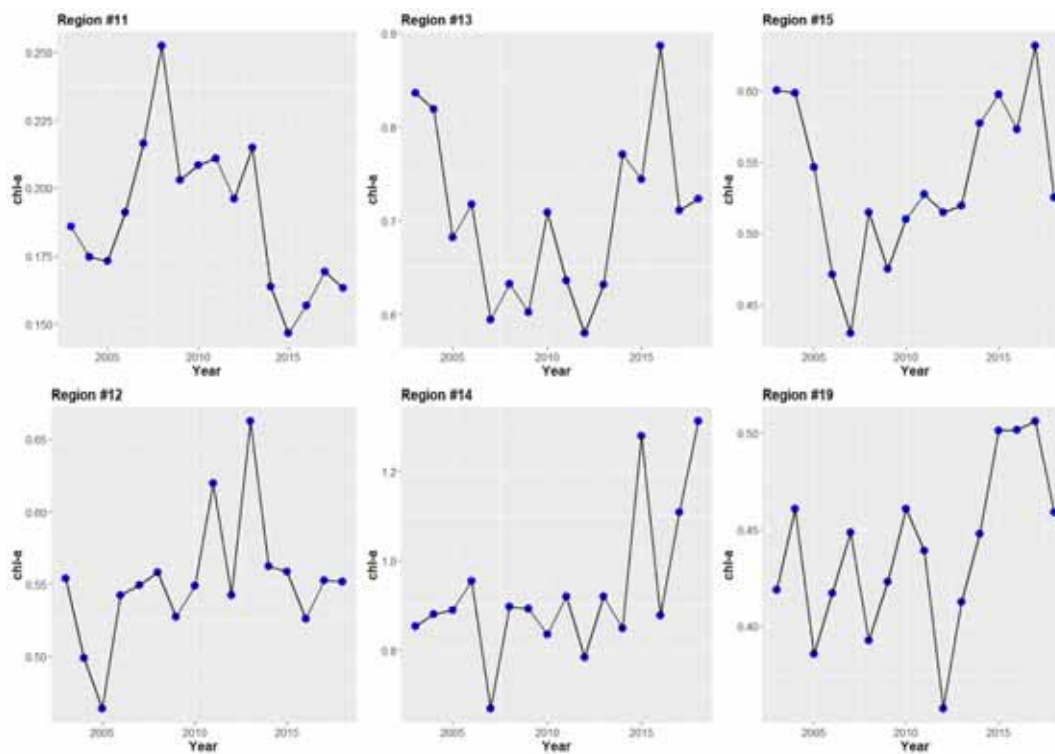 Region #11
chl-a
0.250
0.225
0.200
0.175
0.150
2005 2010 2015
Year
Region #13
chl-a
0.9
0.8
0.7
0.6
2005 2010 2015
Year
Region #15
chl-a
0.60
0.55
0.50
0.45
2005 2010 2015
Year
Region #12
chl-a
0.65
0.60
0.55
0.50
2005 2010 2015
Year
Region #14
chl-a
1.2
1.0
0.8
2005 2010 2015
Year
Region #19
chl-a
0.50
0.45
0.40
2005 2010 2015
Year